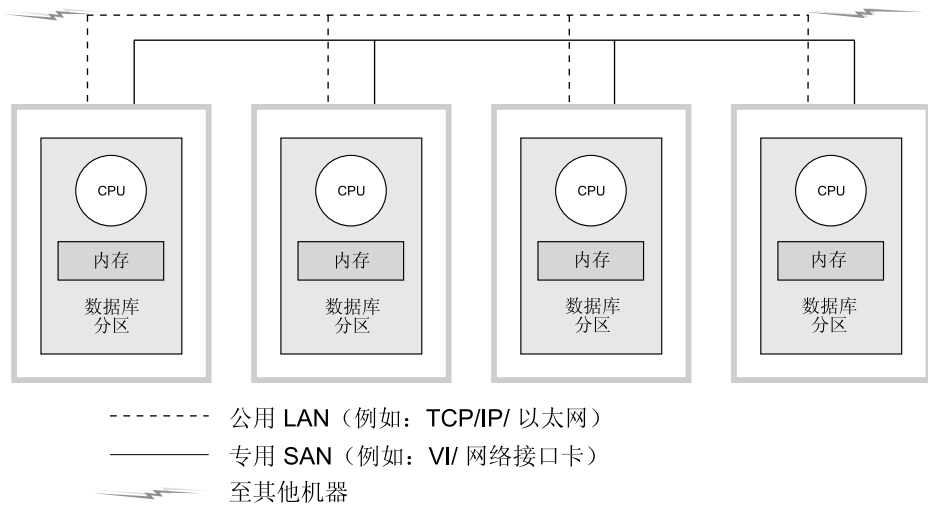 CPU
CPU
CPU
CPU
内存
内存
内存
内存
数据库
分区
数据库
分区
数据库
分区
数据库
分区
公用 LAN（例如：TCP/IP/ 以太网）
专用 SAN（例如：VI/ 网络接口卡）
至其他机器